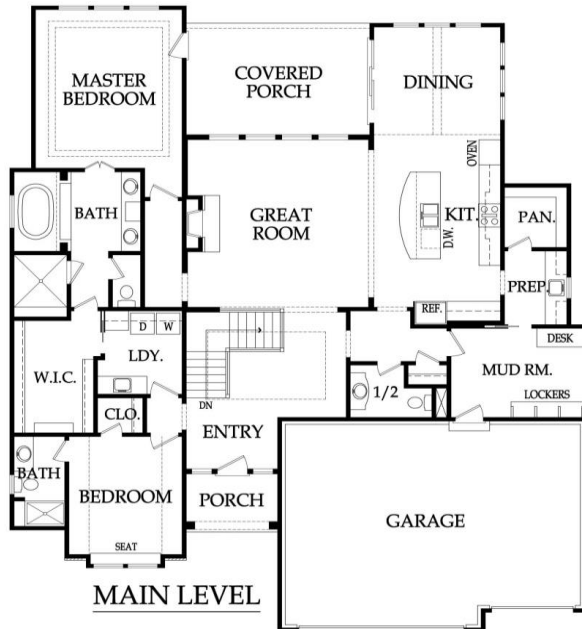 MASTER
BEDROOM
COVERED
PORCH
DINING
OVEN
BATH
GREAT
ROOM
KIT.
D.W.
PAN.
PREP.
REF.
D W
DESK
LDY.
W.I.C.
MUD RM.
DN
1/2
LOCKERS
CLO.
ENTRY
BATH
BEDROOM
PORCH
GARAGE
SEAT
MAIN LEVEL